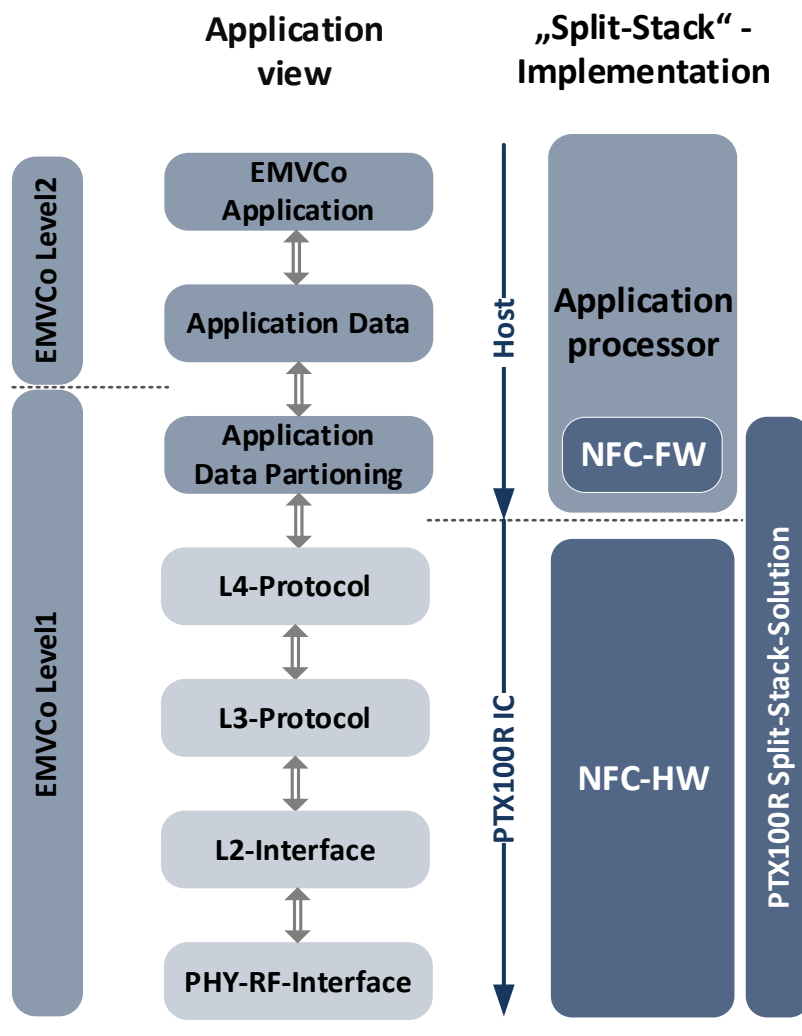 Application
view
„Split-Stack“ -
Implementation
EMVCo Level2
EMVCo
Application
Application Data
Host
Application
processor
NFC-FW
EMVCo Level1
Application
Data Partioning
L4-Protocol
L3-Protocol
L2-Interface
PHY-RF-Interface
PTX100R IC
NFC-HW
PTX100R Split-Stack-Solution